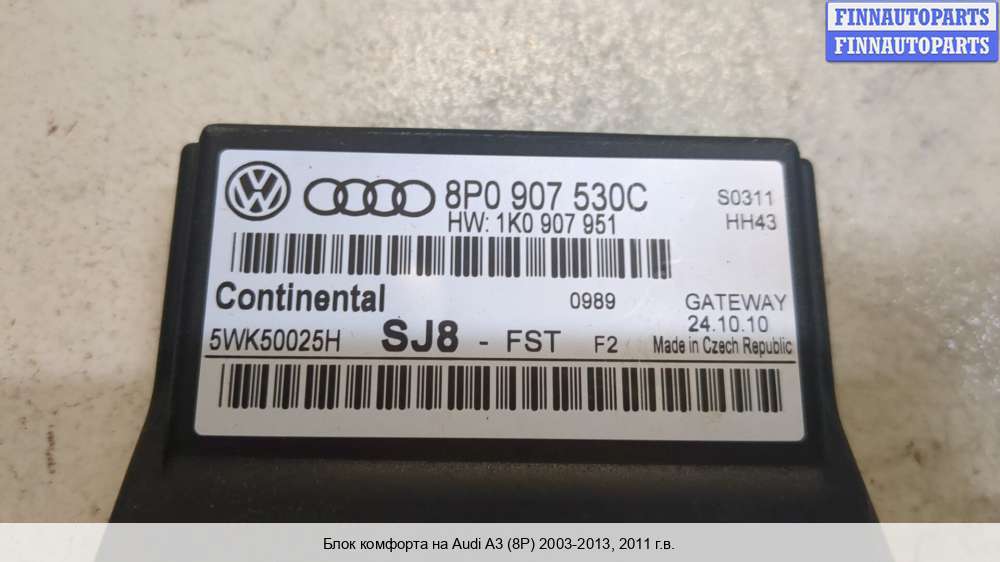 FINNAUTOPARTS
FINNAUTOPARTS
8P0 907 530C
S0311
HW: 1K0 907 951
HH43
Continental
0989
GATEWAY
24.10.10
5WK50025H SJ8 - FST F2 Made in Czech Republic
Блок комфорта на Audi A3 (8P) 2003-2013, 2011 г.в.